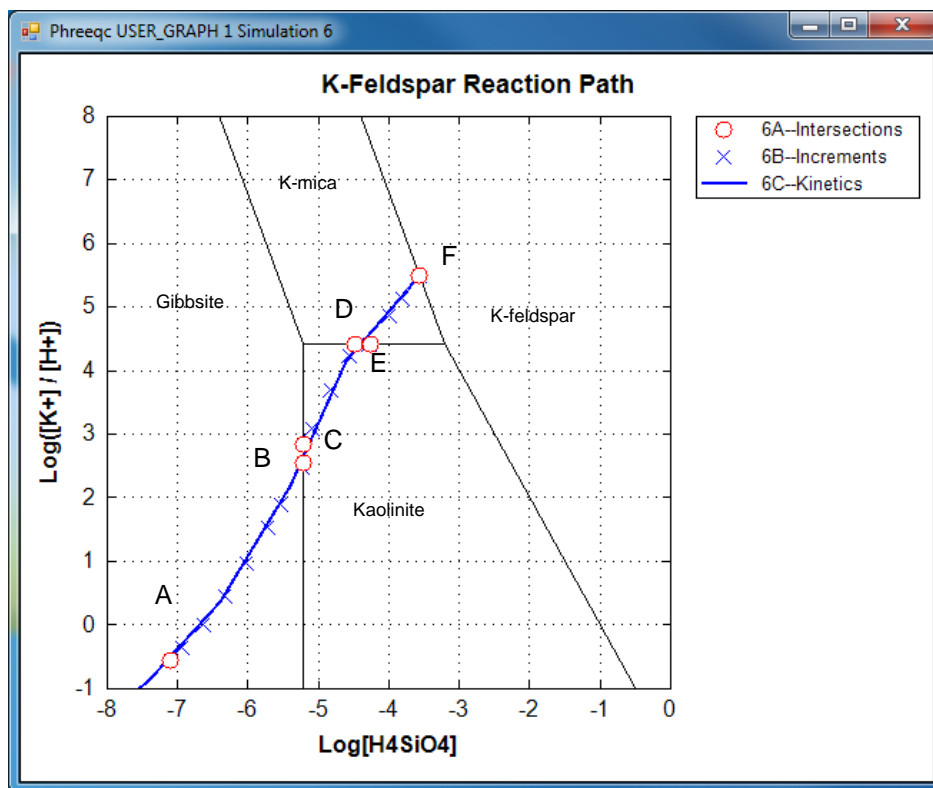 Phreeqc USER_GRAPH 1 Simulation 6
K-Feldspar Reaction Path
8
7
6
5
4
3
2
1
0
-1
Log([K+] / [H+])
K-mica
Gibbsite
F
D
K-feldspar
E
C
B
Kaolinite
A
-8 -7 -6 -5 -4 -3 -2 -1 0
Log[H4SiO4]
6A--Intersections
6B--Increments
6C--Kinetics